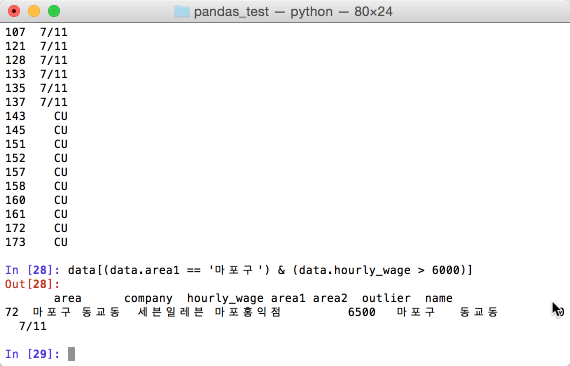 pandas_test — python — 80×24
107 7/11
121 7/11
128 7/11
133 7/11
135 7/11
137 7/11
143 CU
145 CU
151 CU
152 CU
157 CU
158 CU
160 CU
161 CU
172 CU
173 CU
In [28]: data[(data.area1 == '마포구') & (data.hourly_wage > 6000)]
Out[28]:
area company hourly_wage area1 area2 outlier name
72 마포구 동교동 세븐일레븐 마포홍익점 6500 마포구 동교동 0
7/11
In [29]: